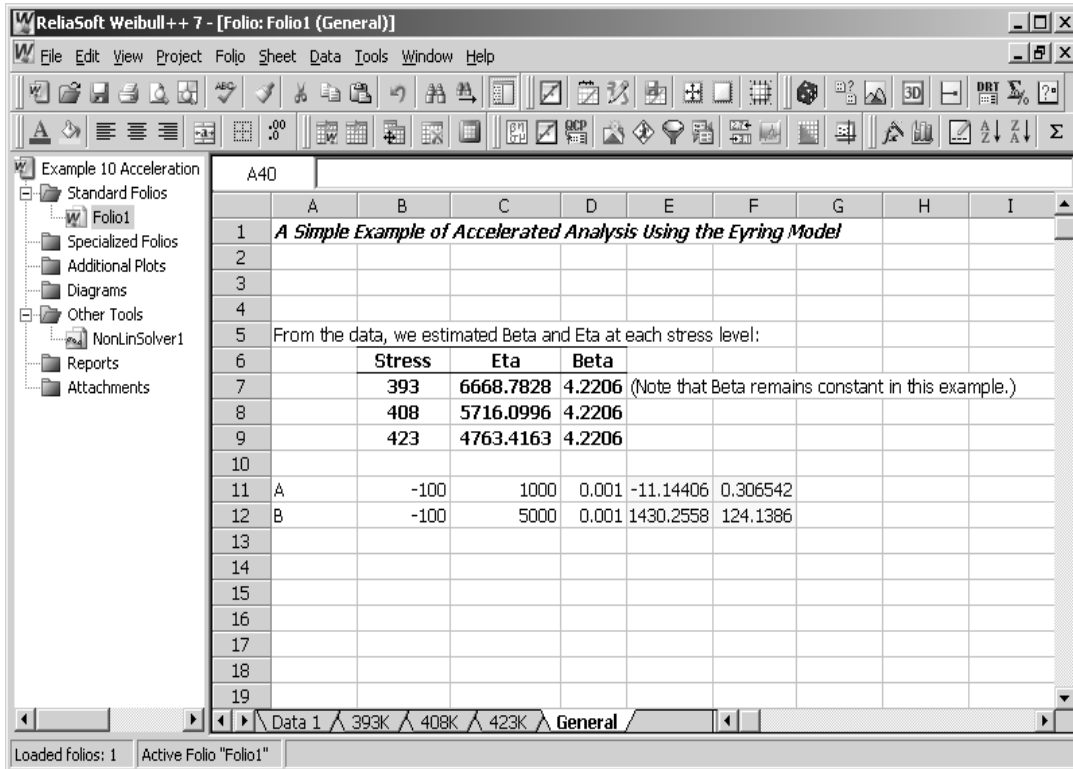 ReliaSoft Weibull++ 7 - [Folio: Folio1 (General)]
File Edit View Project Folio Sheet Data Tools Window Help
Example 10 Acceleration
Standard Folios
Folio1
Specialized Folios
Additional Plots
Diagrams
Other Tools
NonLinSolver1
Reports
Attachments
A40
A B C D E F G H I
1 A Simple Example of Accelerated Analysis Using the Eyring Model
2
3
4
5 From the data, we estimated Beta and Eta at each stress level:
6 Stress Eta Beta
7 393 6668.7828 4.2206 (Note that Beta remains constant in this example.)
8 408 5716.0996 4.2206
9 423 4763.4163 4.2206
10
11 A -100 1000 0.001 -11.14406 0.306542
12 B -100 5000 0.001 1430.2558 124.1386
13
14
15
16
17
18
19
Data 1 393K 408K 423K General
Loaded folios: 1 Active Folio "Folio1"